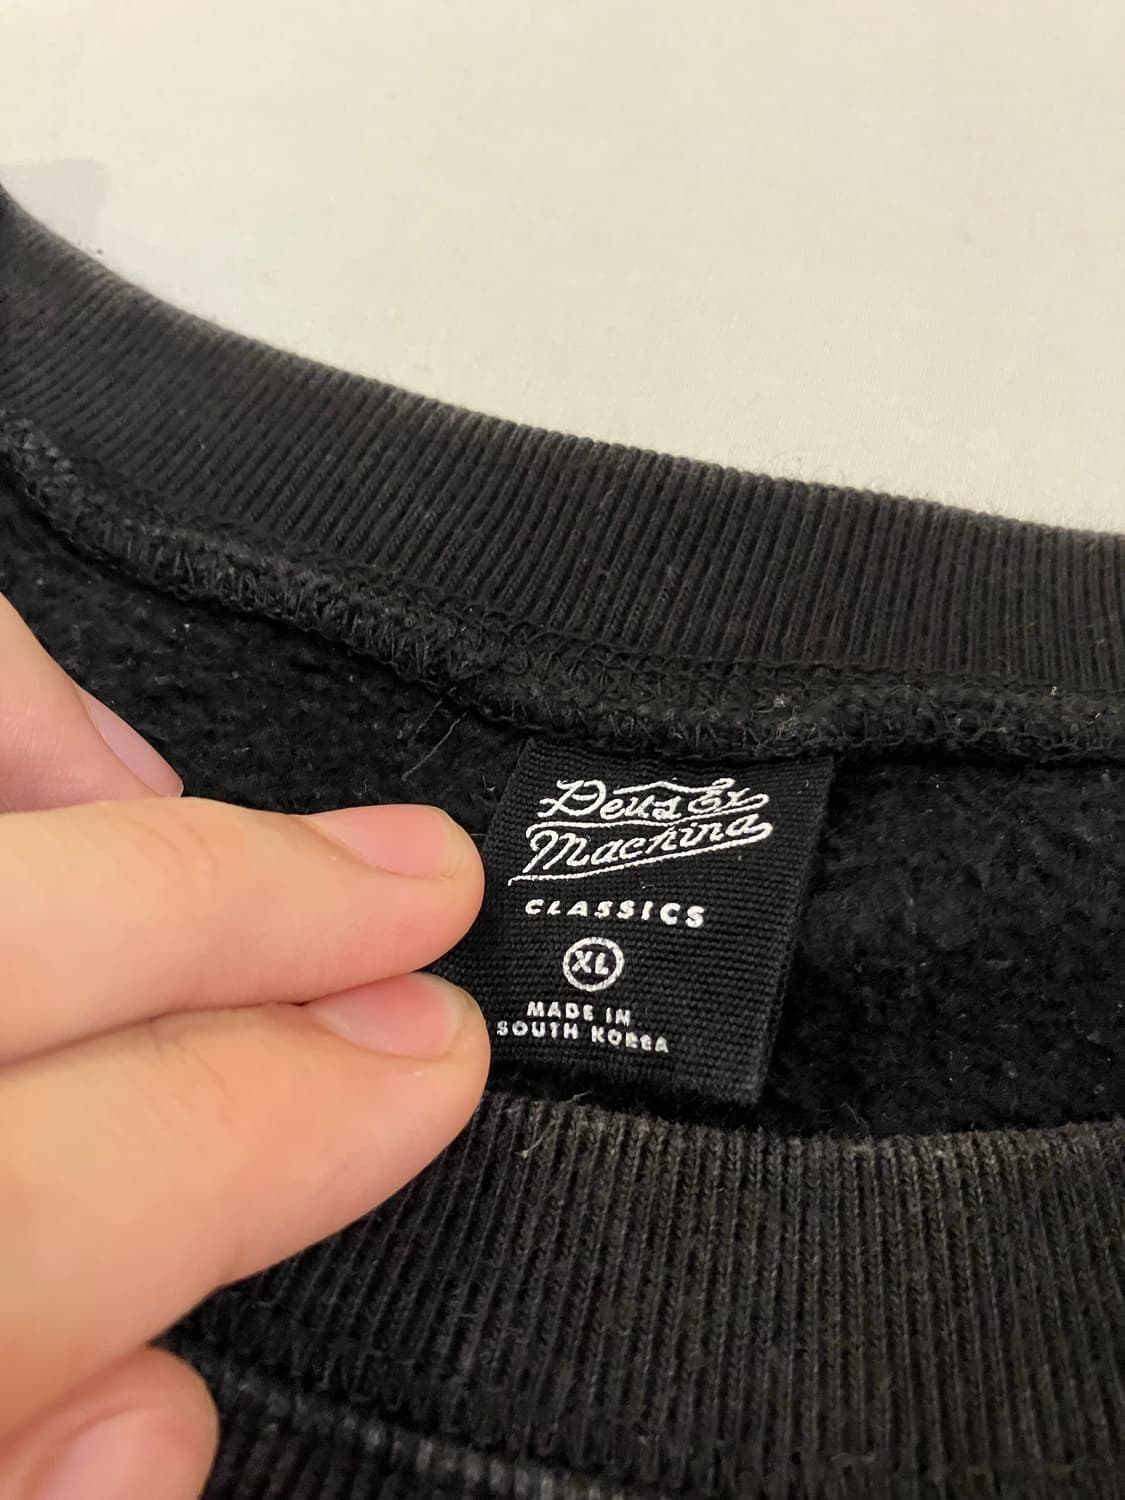 Deus Ex
Machina
CLASSICS
XL
MADE IN
SOUTH KOREA